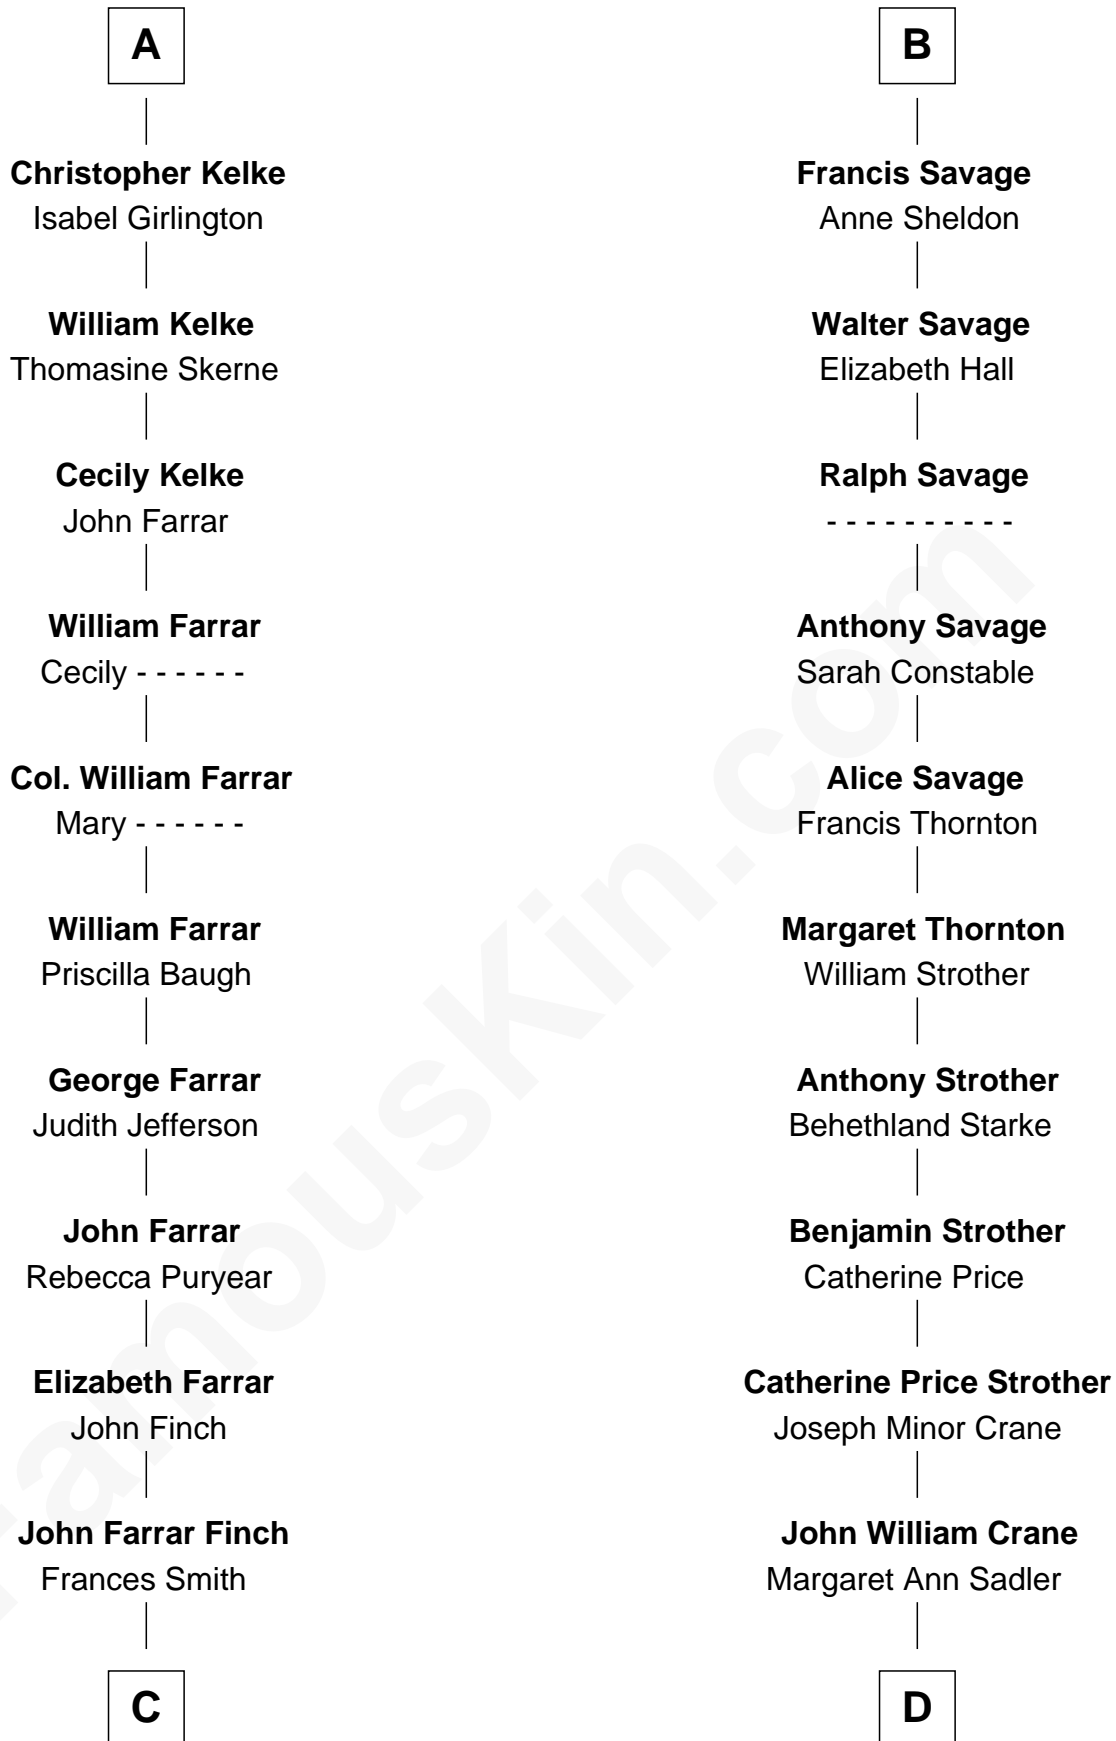 A
Christopher Kelke
Isabel Girlington
William Kelke
Thomasine Skerne
Cecily Kelke
John Farrar
William Farrar
Cecily - - - - - -
Col. William Farrar
Mary - - - - - -
William Farrar
Priscilla Baugh
George Farrar
Judith Jefferson
John Farrar
Rebecca Puryear
Elizabeth Farrar
John Finch
John Farrar Finch
Frances Smith
C
B
Francis Savage
Anne Sheldon
Walter Savage
Elizabeth Hall
Ralph Savage
- - - - - - - - - -
Anthony Savage
Sarah Constable
Alice Savage
Francis Thornton
Margaret Thornton
William Strother
Anthony Strother
Behethland Starke
Benjamin Strother
Catherine Price
Catherine Price Strother
Joseph Minor Crane
John William Crane
Margaret Ann Sadler
D
FamousKin.com